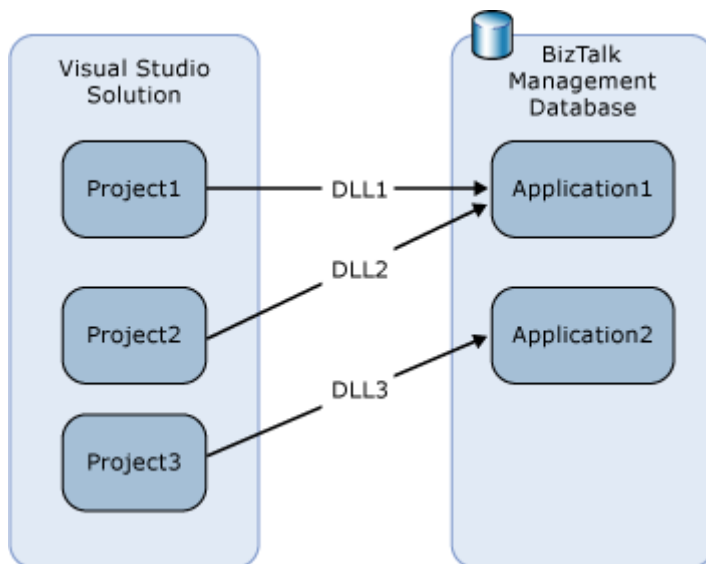 Visual Studio
Solution
BizTalk
Management
Database
Project1
DLL1
Application1
DLL2
Project2
Application2
DLL3
Project3